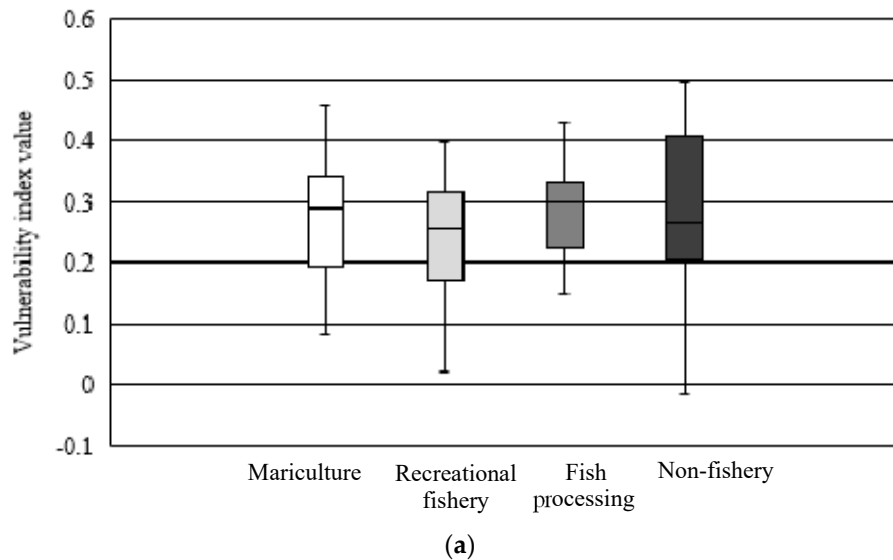 0.6
0.5
0.4
0.3
0.2
0.1
0
-0.1
Vulnerability index value
Mariculture
Recreational
fishery
Fish
processing
Non-fishery
(a)